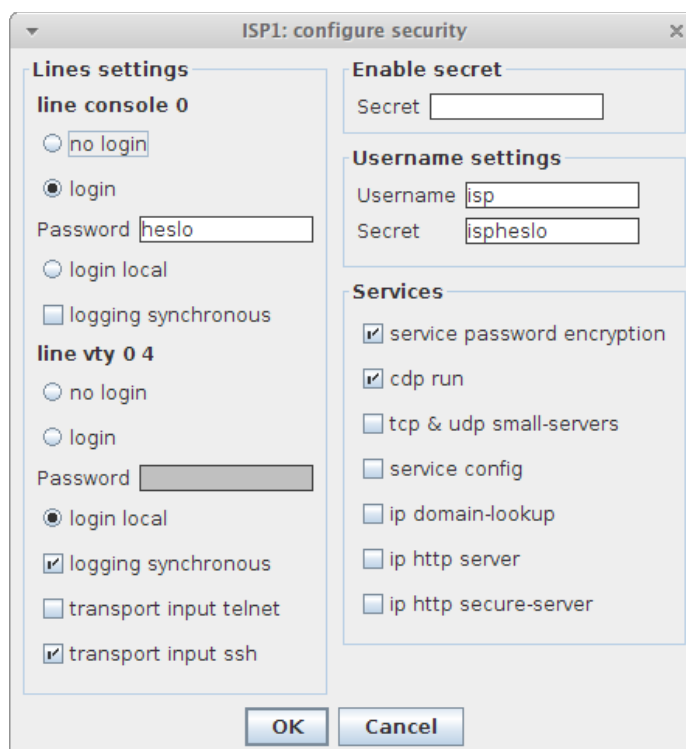 ISP1: configure security
Lines settings
line console 0
no login
login
Password heslo
login local
logging synchronous
line vty 0 4
no login
login
Password
login local
logging synchronous
transport input telnet
transport input ssh
Enable secret
Secret
Username settings
Username isp
Secret ispheslo
Services
service password encryption
cdp run
tcp & udp small-servers
service config
ip domain-lookup
ip http server
ip http secure-server
OK
Cancel